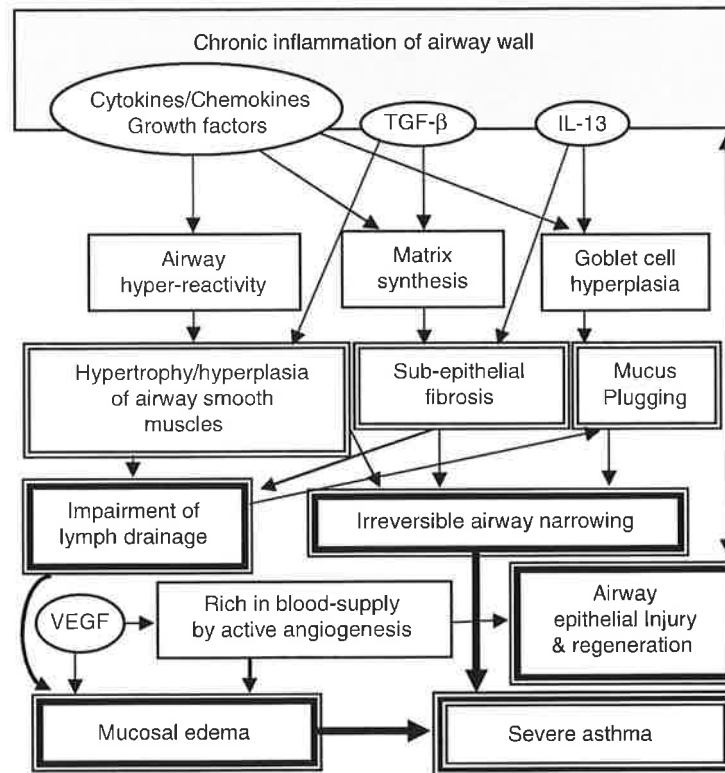 Chronic inflammation of airway wall
Cytokines/Chemokines
Growth factors
TGF-β
IL-13
Airway
hyper-reactivity
Matrix
synthesis
Goblet cell
hyperplasia
Hypertrophy/hyperplasia
of airway smooth
muscles
Sub-epithelial
fibrosis
Mucus
Plugging
Impairment of
lymph drainage
Irreversible airway narrowing
VEGF
Rich in blood-supply
by active angiogenesis
Airway
epithelial Injury
& regeneration
Mucosal edema
Severe asthma